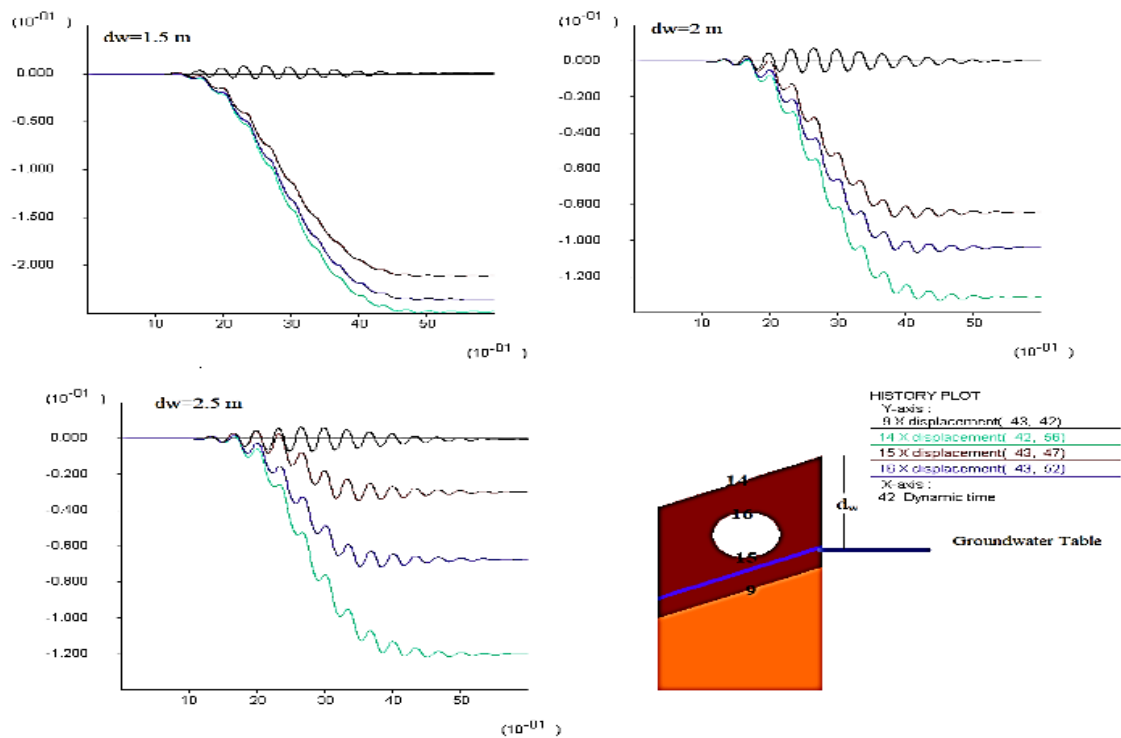 (10⁻⁰¹ )
dw=1.5 m
0.000
-0.500
-1.000
-1.500
-2.000
10 20 30 40 50
(10⁻⁰¹ )
(10⁻⁰¹ )
dw=2 m
0.000
-0.200
-0.400
-0.600
-0.800
-1.000
-1.200
10 20 30 40 50
(10⁻⁰¹ )
(10⁻⁰¹ )
dw=2.5 m
0.000
-0.200
-0.400
-0.600
-0.800
-1.000
-1.200
10 20 30 40 50
(10⁻⁰¹ )
HISTORY PLOT
Y-axis :
9 X displacement( 43, 42)
14 X displacement( 42, 56)
15 X displacement( 43, 47)
16 X displacement( 43, 52)
X-axis :
42 Dynamic time
14
16
15
9
dw
Groundwater Table